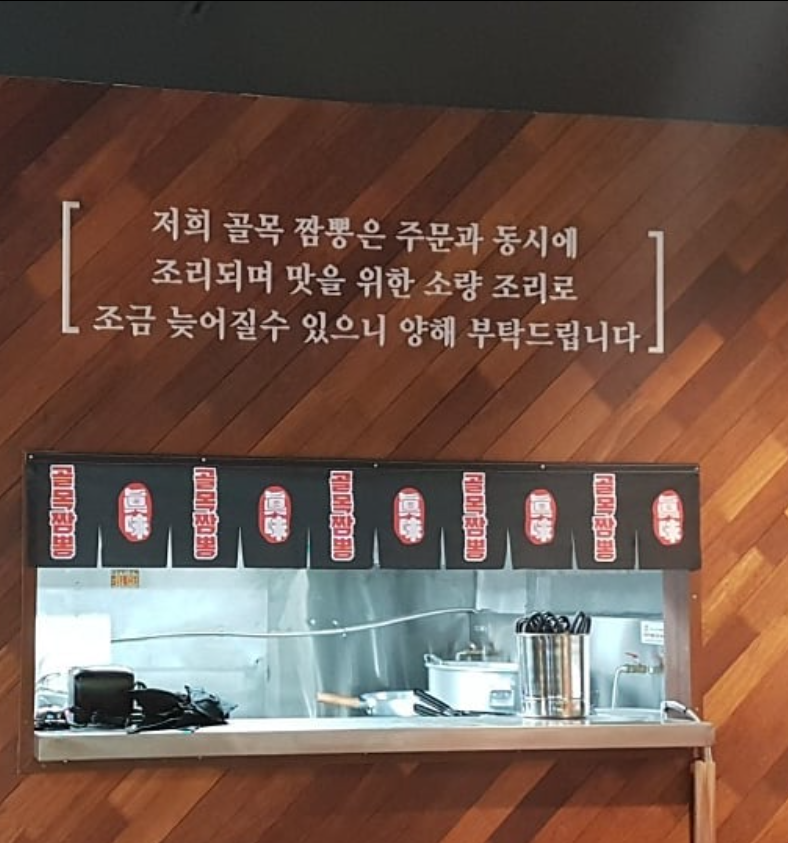 저희 골목 짬뽕은 주문과 동시에
조리되며 맛을 위한 소량 조리로
조금 늦어질수 있으니 양해 부탁드립니다
골목짬뽕
眞味
골목짬뽕
眞味
골목짬뽕
眞味
골목짬뽕
眞味
골목짬뽕
眞味